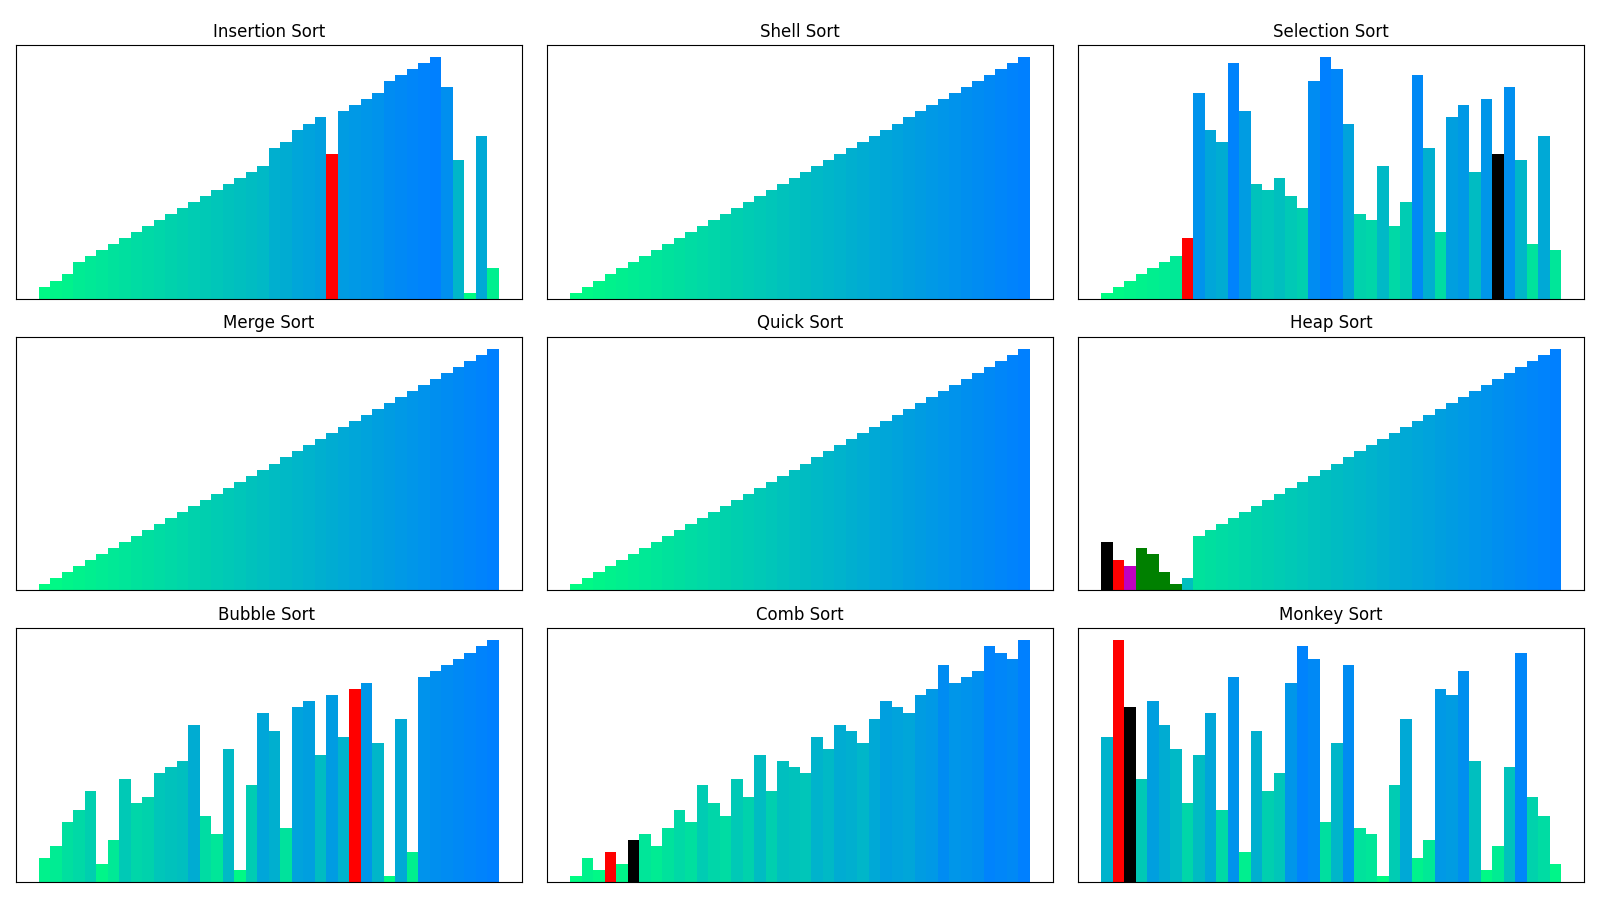 Insertion Sort
Shell Sort
Selection Sort
Merge Sort
Quick Sort
Heap Sort
Bubble Sort
Comb Sort
Monkey Sort